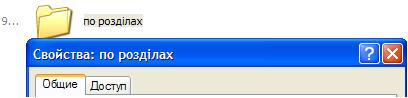 9... по розділах
Свойства: по розділах
Общие Доступ